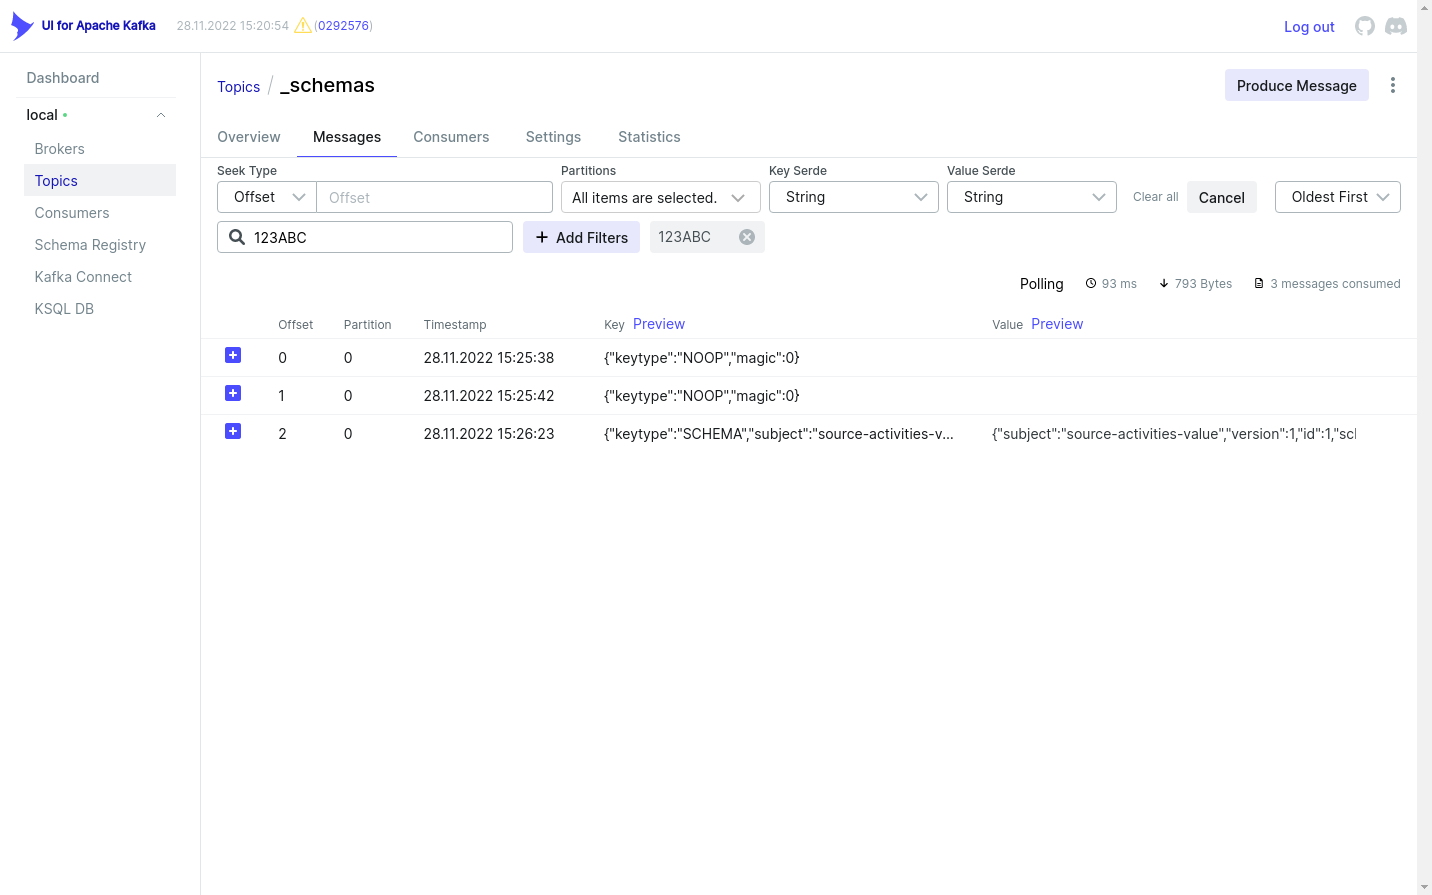 UI for Apache Kafka 28.11.2022 15:20:54 (0292576) Log out
Dashboard
local
Brokers
Topics
Consumers
Schema Registry
Kafka Connect
KSQL DB
Topics / _schemas Produce Message
Overview Messages Consumers Settings Statistics
Seek Type Partitions Key Serde Value Serde
Offset Offset All items are selected. String String Clear all Cancel Oldest First
123ABC Add Filters 123ABC
Polling 93 ms 793 Bytes 3 messages consumed
Offset Partition Timestamp Key Preview Value Preview
0 0 28.11.2022 15:25:38 {"keytype":"NOOP","magic":0}
1 0 28.11.2022 15:25:42 {"keytype":"NOOP","magic":0}
2 0 28.11.2022 15:26:23 {"keytype":"SCHEMA","subject":"source-activities-v... {"subject":"source-activities-value","version":1,"id":1,"scl